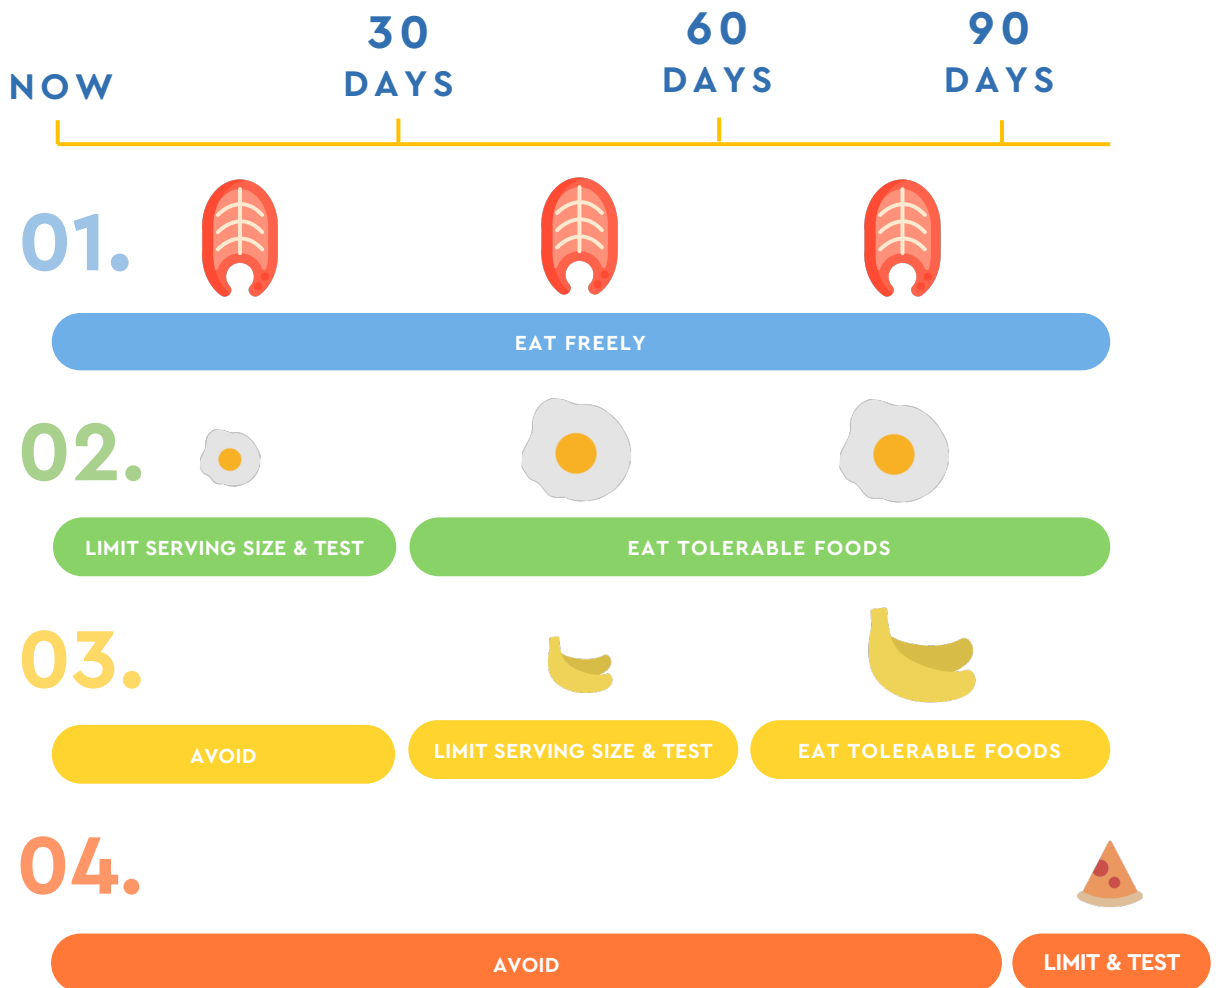 NOW
30
DAYS
60
DAYS
90
DAYS
01.
EAT FREELY
02.
LIMIT SERVING SIZE & TEST
EAT TOLERABLE FOODS
03.
AVOID
LIMIT SERVING SIZE & TEST
EAT TOLERABLE FOODS
04.
AVOID
LIMIT & TEST